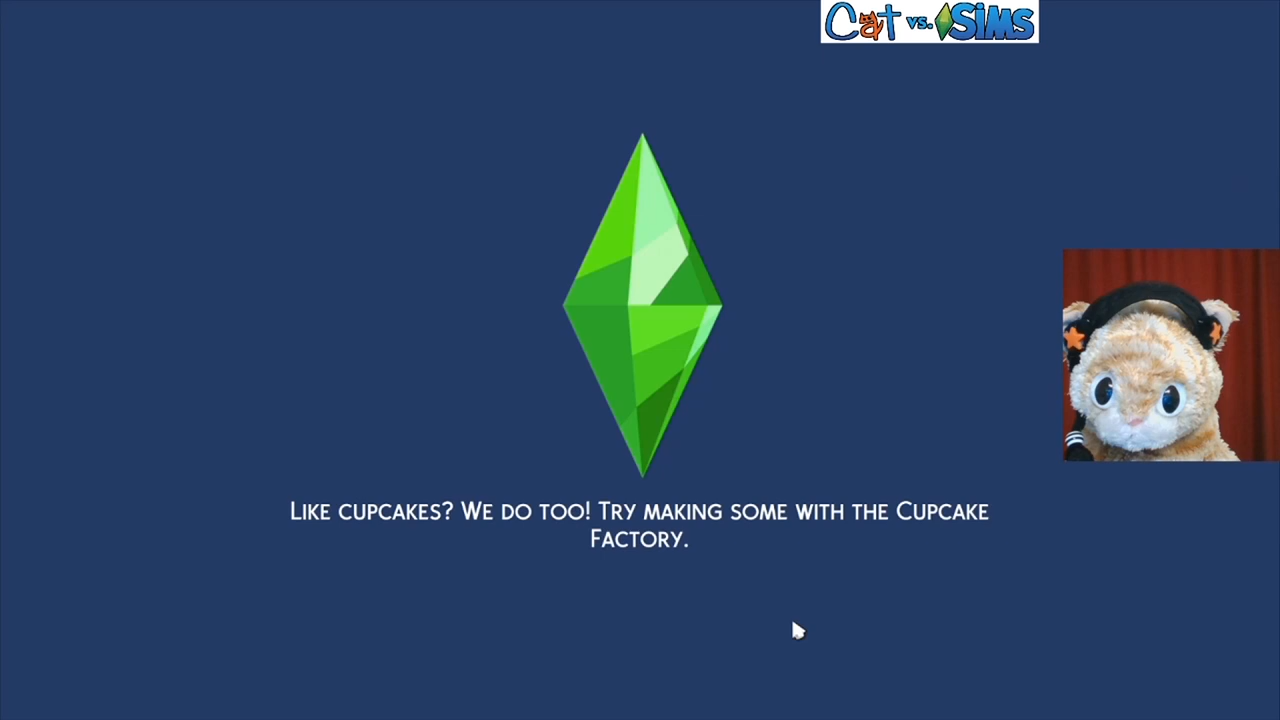 Cat vs. SiMS
LIKE CUPCAKES? WE DO TOO! TRY MAKING SOME WITH THE CUPCAKE
FACTORY.